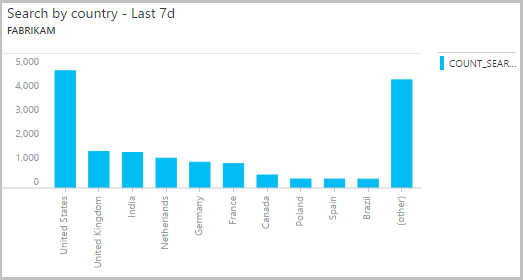 Search by country - Last 7d
FABRIKAM
5,000
4,000
3,000
2,000
1,000
0
COUNT_SEAR...
United States
United Kingdom
India
Netherlands
Germany
France
Canada
Poland
Spain
Brazil
(other)